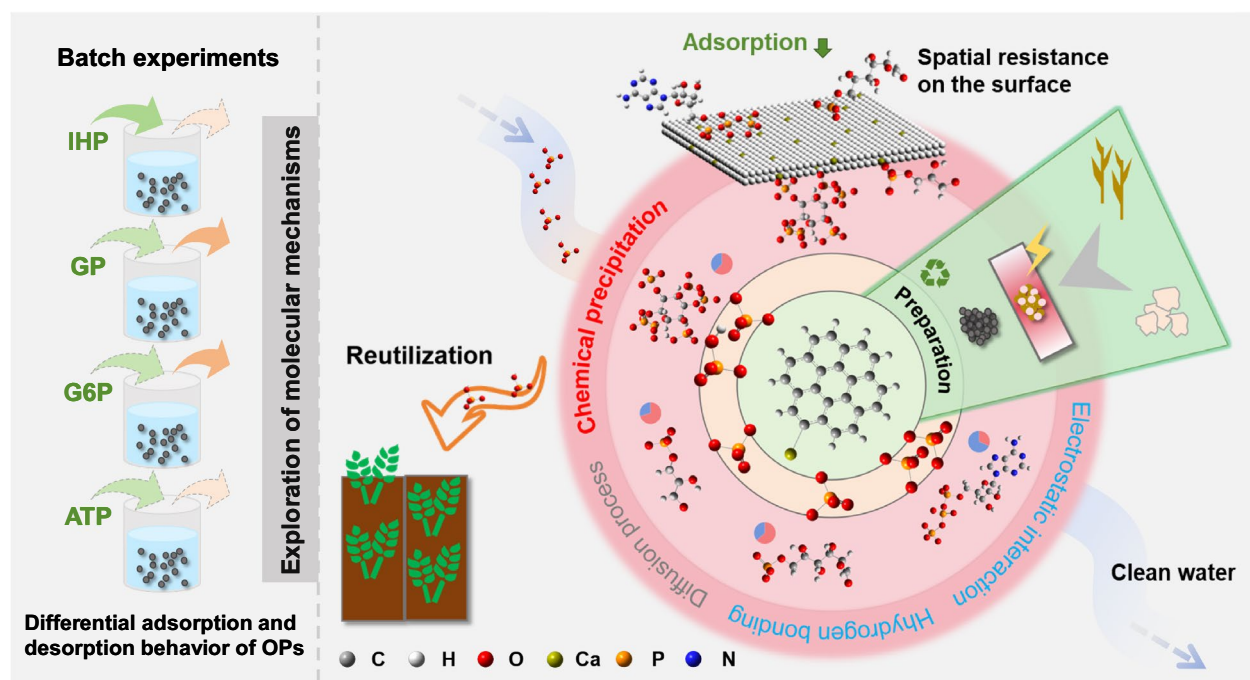 Batch experiments
IHP
GP
G6P
ATP
Differential adsorption and
desorption behavior of OPs
Exploration of molecular mechanisms
Adsorption
Spatial resistance
on the surface
Chemical precipitation
Preparation
Reutilization
Diffusion process
Hhydrogen bonding
Electrostatic interaction
Clean water
C H O Ca P N